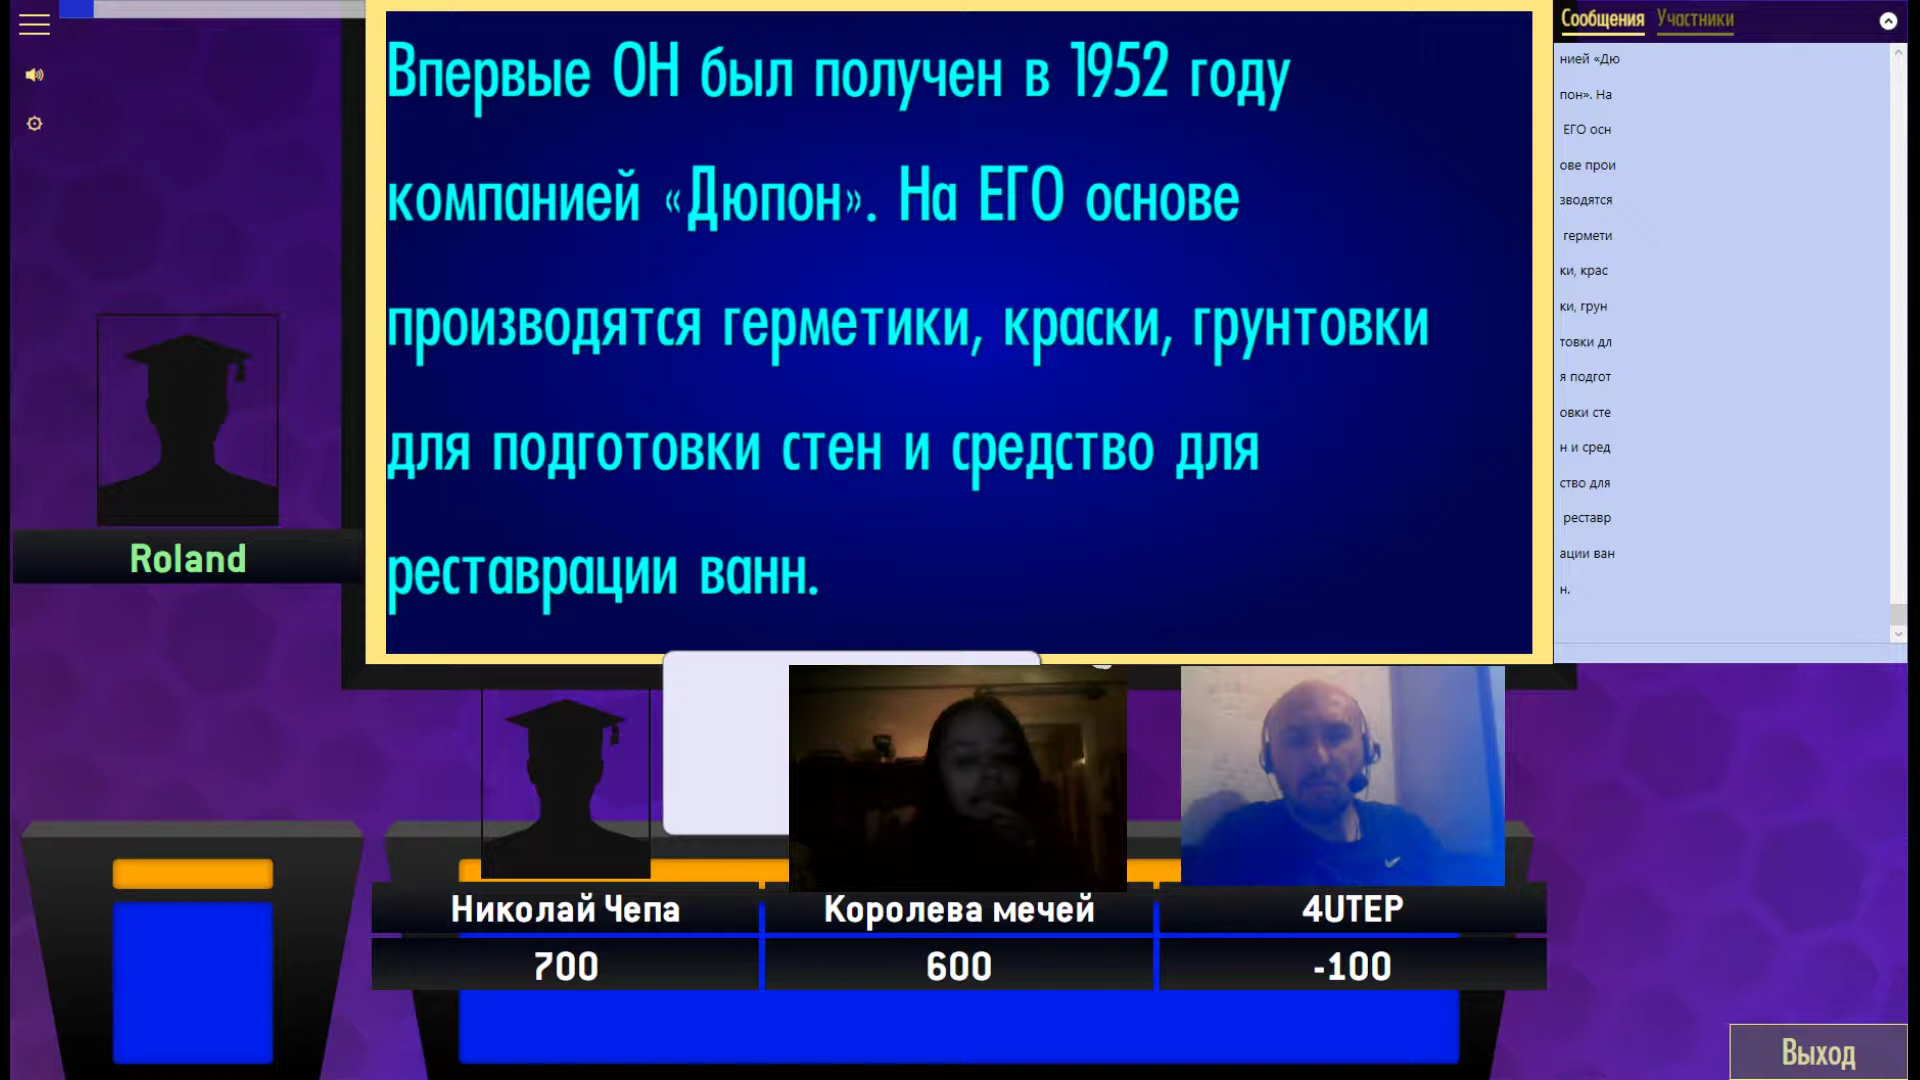 Сообщения Участники
Впервые ОН был получен в 1952 году
компанией «Дюпон». На ЕГО основе
производятся герметики, краски, грунтовки
для подготовки стен и средство для
реставрации ванн.
нией «Дю
пон». На
ЕГО осн
ове прои
зводятся
гермети
ки, крас
ки, грун
товки дл
я подгот
овки сте
н и сред
ство для
реставр
ации ван
н.
Roland
Николай Чепа
Королева мечей
4UTEP
700
600
-100
Выход